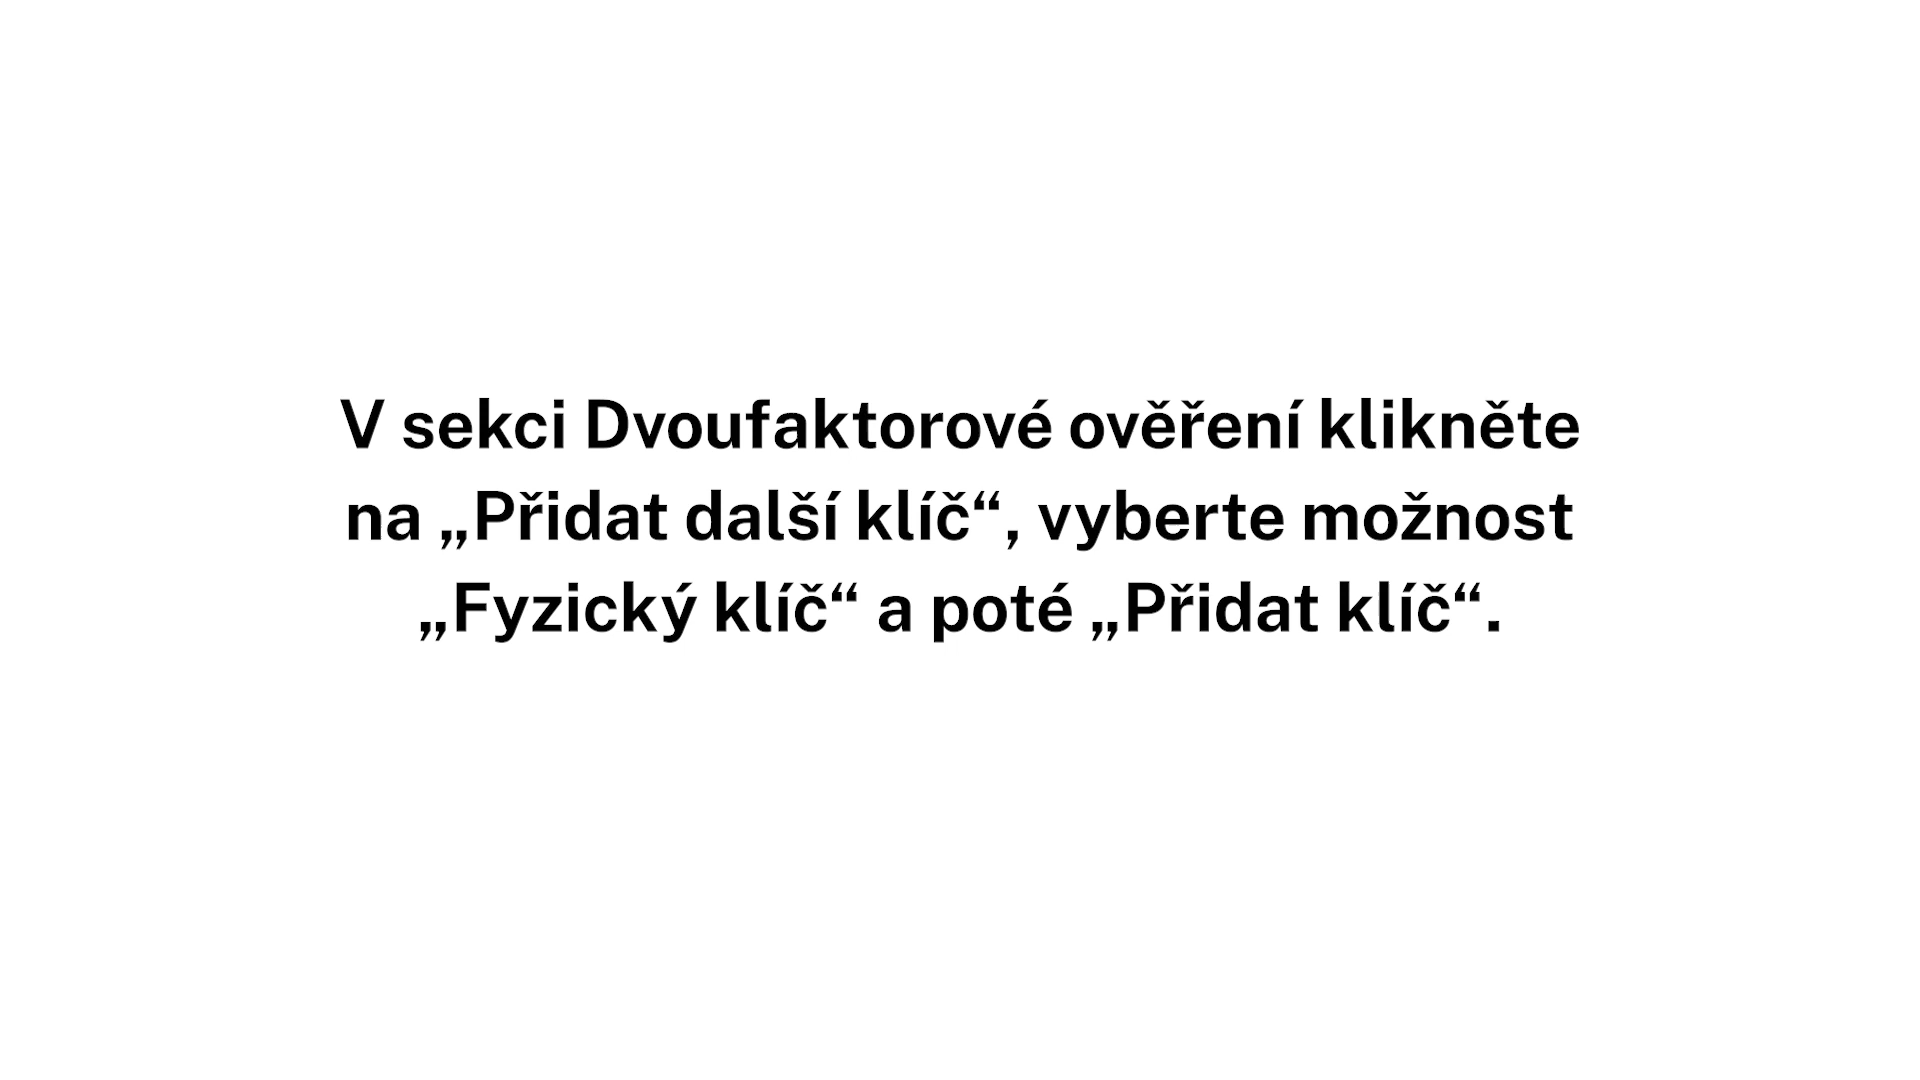 V sekci Dvoufaktorové ověření klikněte
na „Přidat další klíč“, vyberte možnost
„Fyzický klíč“ a poté „Přidat klíč“.